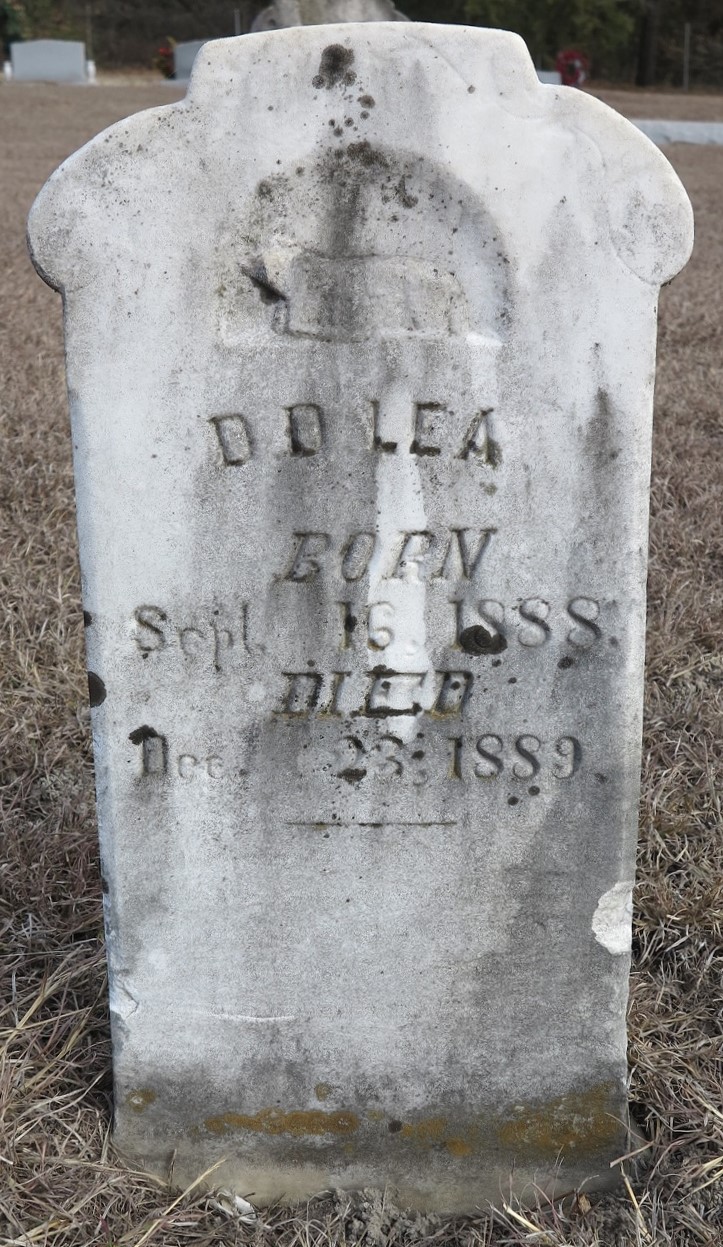 D D LEA
BORN
Sept. 16, 1888.
DIED
Dec. 23, 1889.